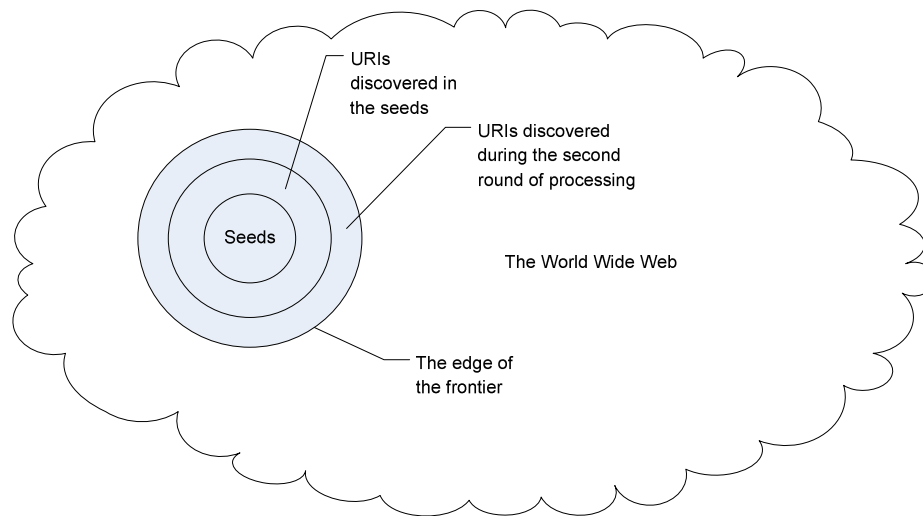 URIs
discovered in
the seeds
URIs discovered
during the second
round of processing
Seeds
The World Wide Web
The edge of
the frontier